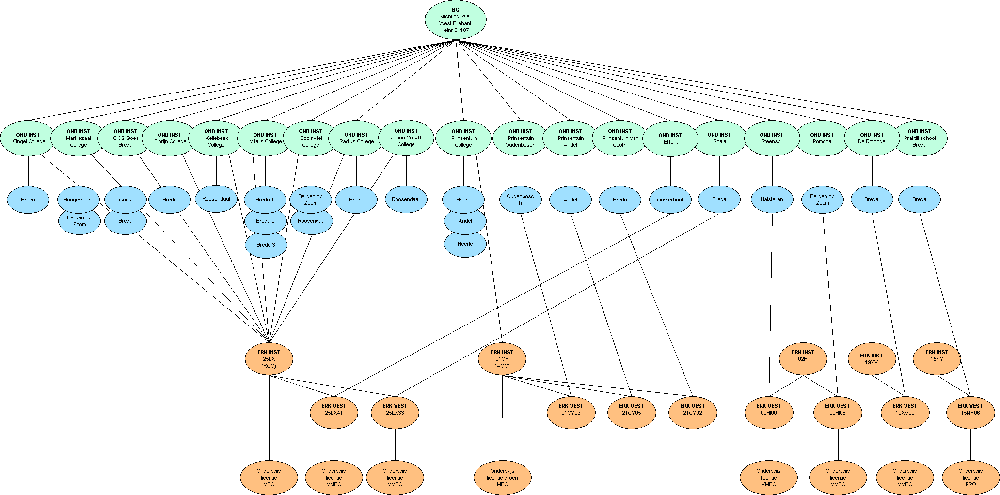 BG
Stichting ROC
West Brabant
relnr 31107
OND INST
Cingel College
OND INST
Markiezaat
College
OND INST
CIOS Goes
Breda
OND INST
Florijn College
OND INST
Kellebeek
College
OND INST
Vitalis College
OND INST
Zoomvliet
College
OND INST
Radius College
OND INST
Johan Cruyff
College
OND INST
Prinsentuin
College
OND INST
Prinsentuin
Oudenbosch
OND INST
Prinsentuin
Andel
OND INST
Prinsentuin van
Cooth
OND INST
Effent
OND INST
Scala
OND INST
Steenspil
OND INST
Pomona
OND INST
De Rotonde
OND INST
Praktijkschool
Breda
Breda
Hoogerheide
Bergen op
Zoom
Goes
Breda
Breda
Roosendaal
Breda 1
Breda 2
Breda 3
Bergen op
Zoom
Roosendaal
Breda
Roosendaal
Breda
Andel
Heerle
Oudenbosc
h
Andel
Breda
Oosterhout
Breda
Halsteren
Bergen op
Zoom
Breda
Breda
ERK INST
25LX
(ROC)
ERK INST
21CY
(AOC)
ERK INST
02HI
ERK INST
19XV
ERK INST
15NY
ERK VEST
25LX41
ERK VEST
25LX33
ERK VEST
21CY03
ERK VEST
21CY05
ERK VEST
21CY02
ERK VEST
02HI00
ERK VEST
02HI06
ERK VEST
19XV00
ERK VEST
15NY06
Onderwijs
licentie
MBO
Onderwijs
licentie
VMBO
Onderwijs
licentie
VMBO
Onderwijs
licentie groen
MBO
Onderwijs
licentie
VMBO
Onderwijs
licentie
VMBO
Onderwijs
licentie
VMBO
Onderwijs
licentie
PRO